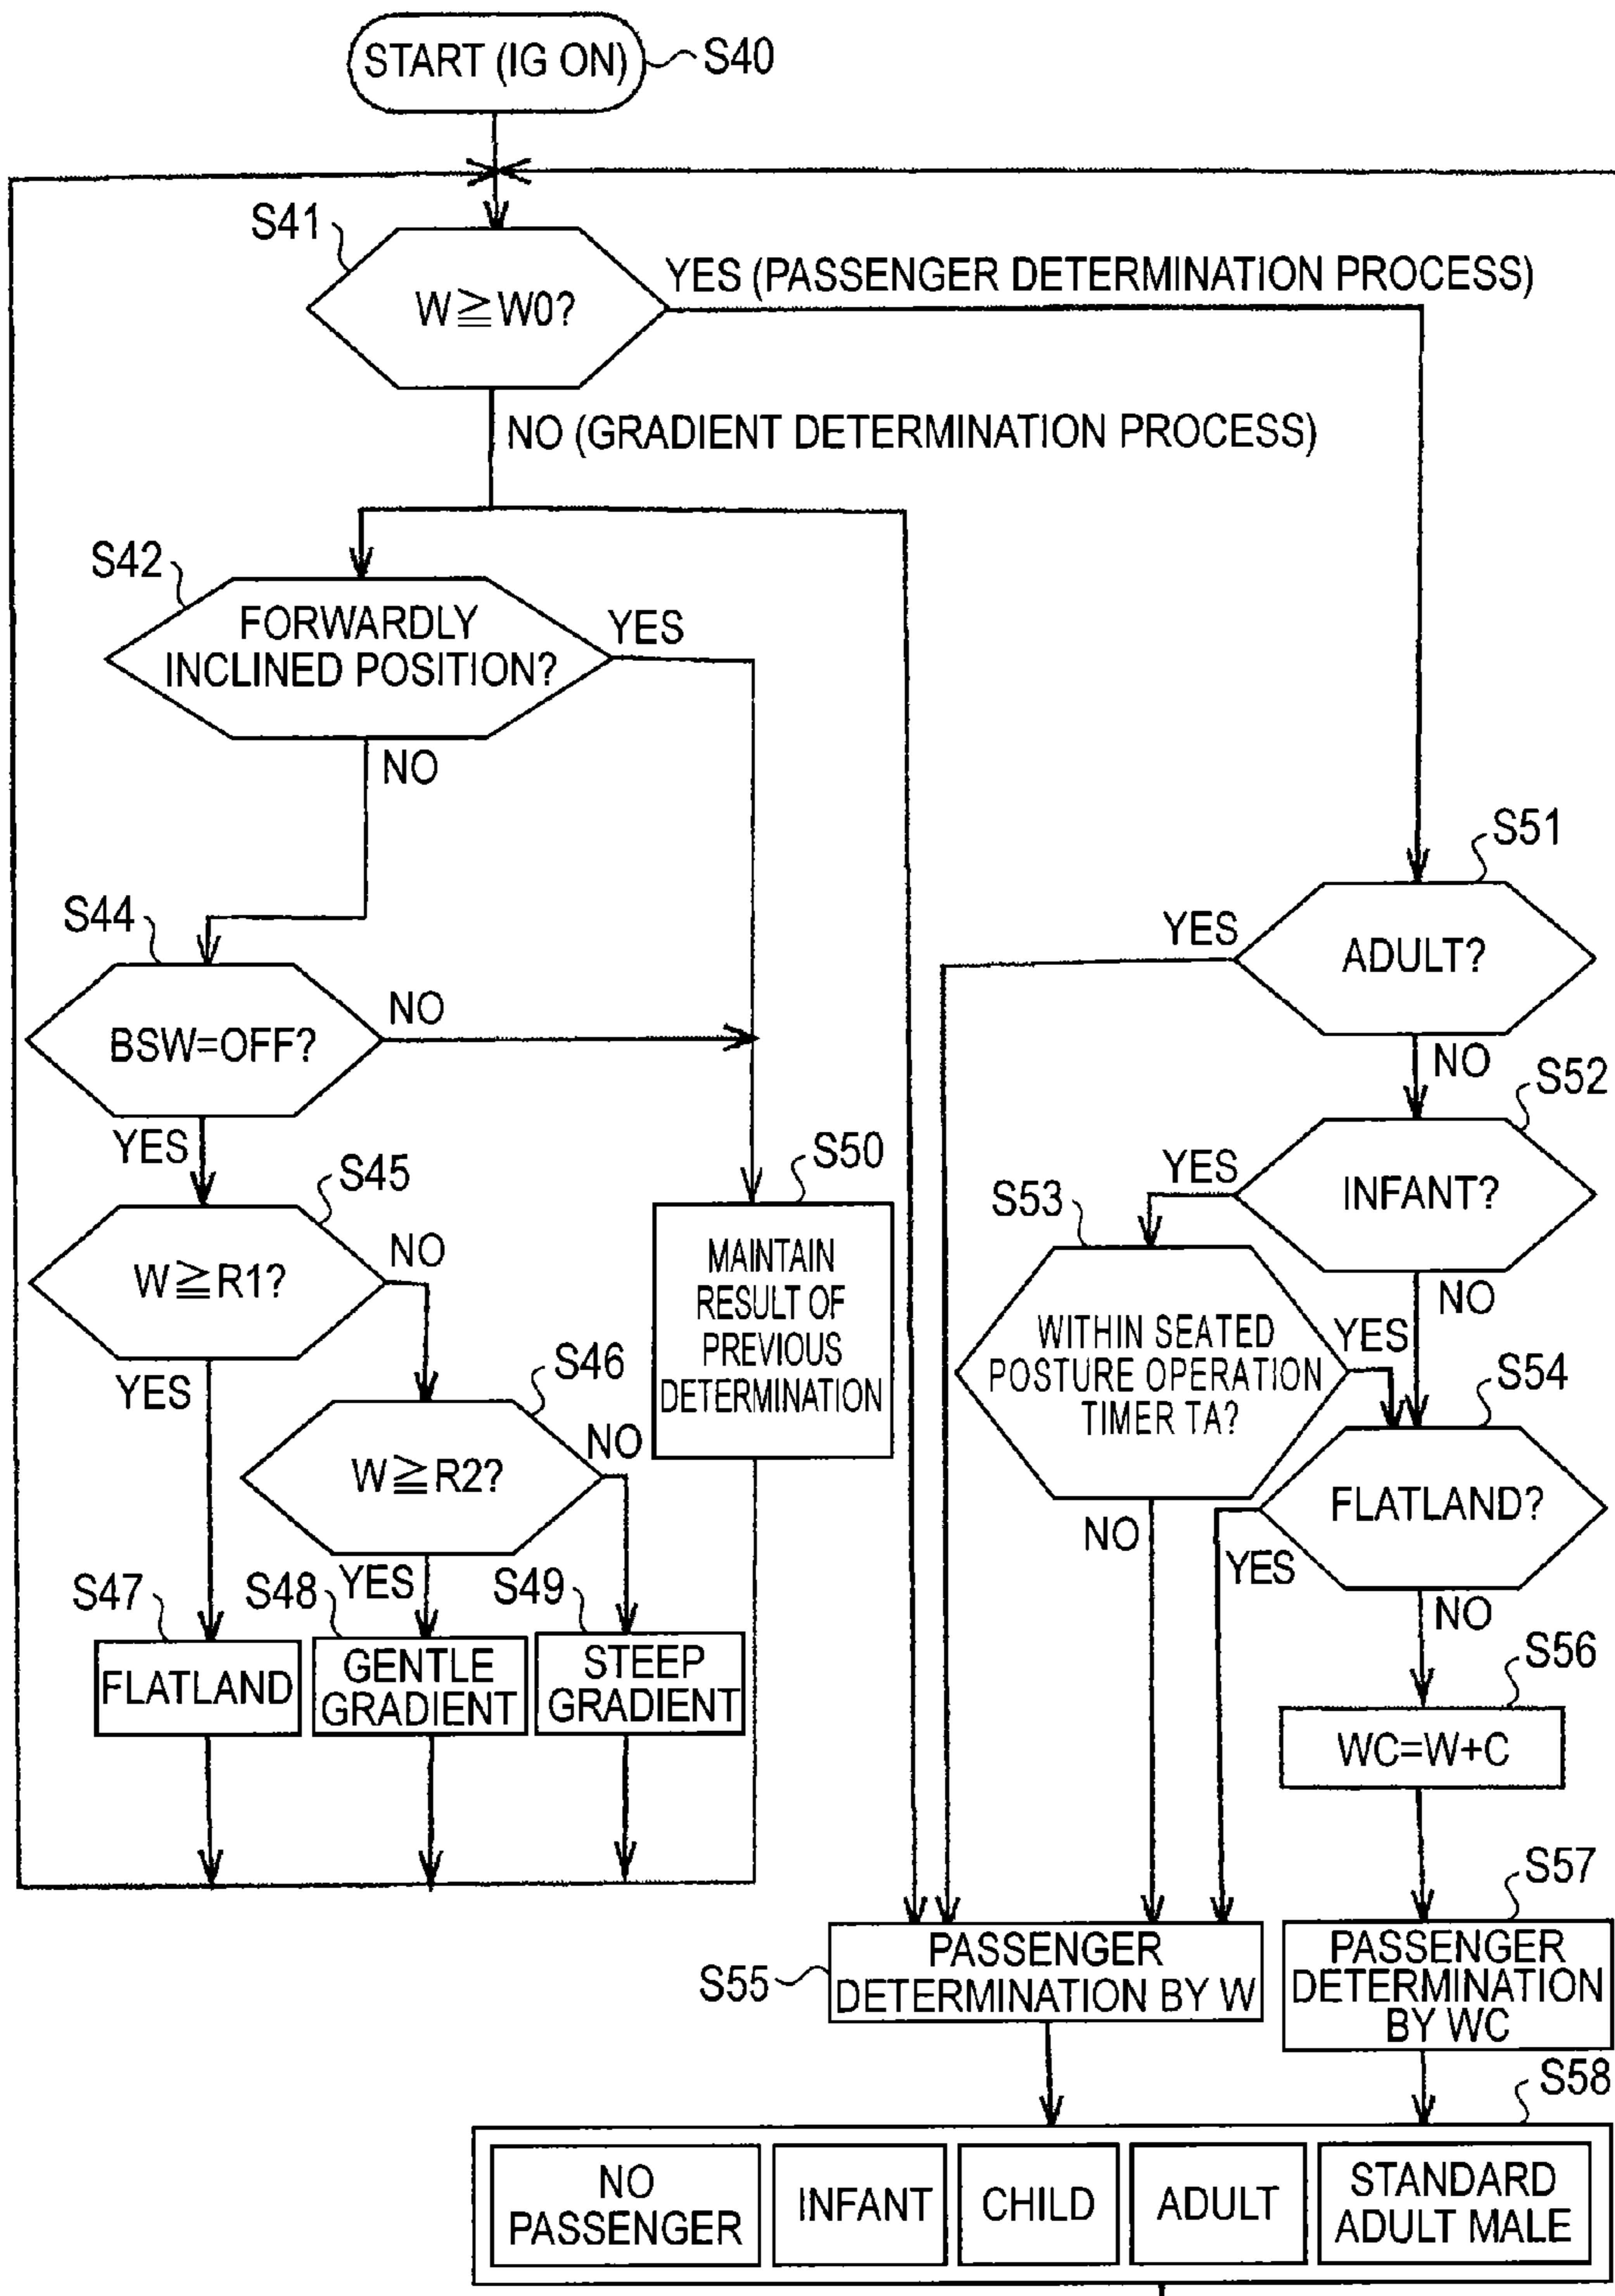 START (IG ON)
S40
S41
W≧W0?
YES (PASSENGER DETERMINATION PROCESS)
NO (GRADIENT DETERMINATION PROCESS)
S42
FORWARDLY
INCLINED POSITION?
YES
NO
S44
BSW=OFF?
NO
YES
S45
W≧R1?
NO
YES
S46
W≧R2?
NO
YES
S47
FLATLAND
S48
GENTLE
GRADIENT
S49
STEEP
GRADIENT
S50
MAINTAIN
RESULT OF
PREVIOUS
DETERMINATION
S51
ADULT?
YES
NO
S52
INFANT?
YES
NO
S53
WITHIN SEATED
POSTURE OPERATION
TIMER TA?
YES
NO
S54
FLATLAND?
YES
NO
S56
WC=W+C
S57
PASSENGER
DETERMINATION
BY WC
S55
PASSENGER
DETERMINATION BY W
S58
NO
PASSENGER
INFANT
CHILD
ADULT
STANDARD
ADULT MALE